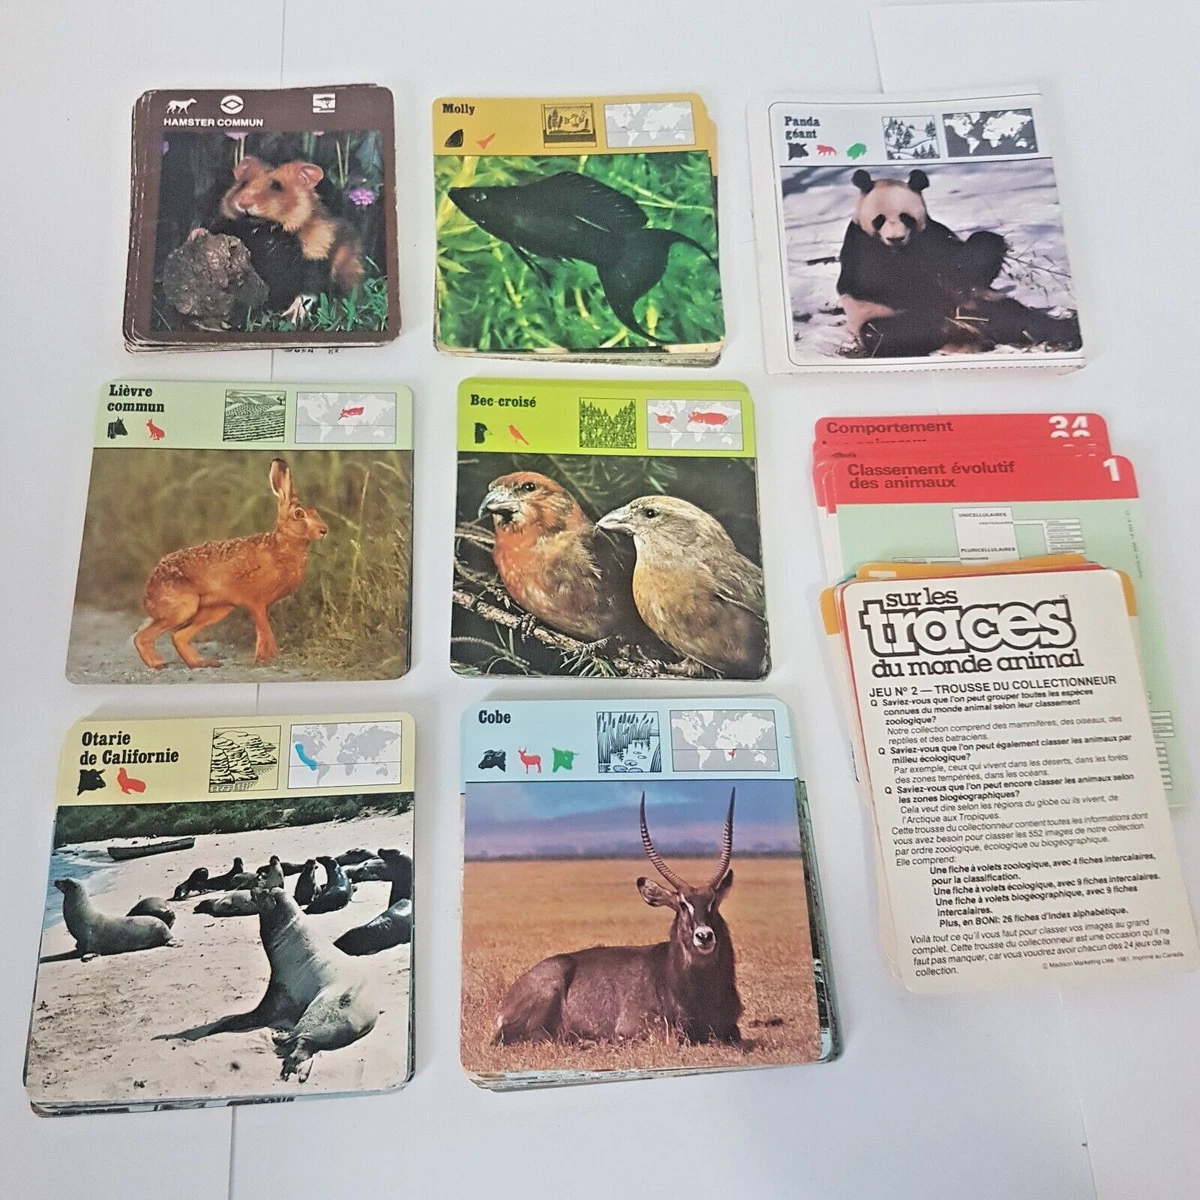 HAMSTER COMMUN
Molly
Panda
géant
Lièvre
commun
Bec-croisé
Otarie
de Californie
Cobe
Comportement
34
Classement évolutif
des animaux
1
UNICELLULAIRES
PLURICELLULAIRES
sur les
traces
du monde animal
JEU Nº 2 — TROUSSE DU COLLECTIONNEUR
Q Saviez-vous que l'on peut grouper toutes les espèces
connues du monde animal selon leur classement
zoologique?
Notre collection comprend des mammifères, des oiseaux, des
reptiles et des batraciens.
Q Saviez-vous que l'on peut également classer les animaux par
milieu écologique?
Par exemple, ceux qui vivent dans les déserts, dans les forêts
des zones tempérées, dans les océans.
Q Saviez-vous que l'on peut encore classer les animaux selon
les zones biogéographiques?
Cela veut dire selon les régions du globe où ils vivent, de
l'Arctique aux Tropiques.
Cette trousse du collectionneur contient toutes les informations dont
vous avez besoin pour classer les 552 images de notre collection
par ordre zoologique, écologique ou biogéographique.
Elle comprend:
Une fiche à volets zoologique, avec 4 fiches intercalaires,
pour la classification.
Une fiche à volets écologique, avec 9 fiches intercalaires.
Une fiche à volets biogéographique, avec 9 fiches
intercalaires.
Plus, en BONI: 26 fiches d'index alphabétique.
Voilà tout ce qu'il vous faut pour classer vos images au grand
complet. Cette trousse du collectionneur est une occasion qu'il ne
faut pas manquer, car vous voudrez avoir chacun des 24 jeux de la
collection.
© Madison Marketing Ltée. 1981. Imprimé au Canada.